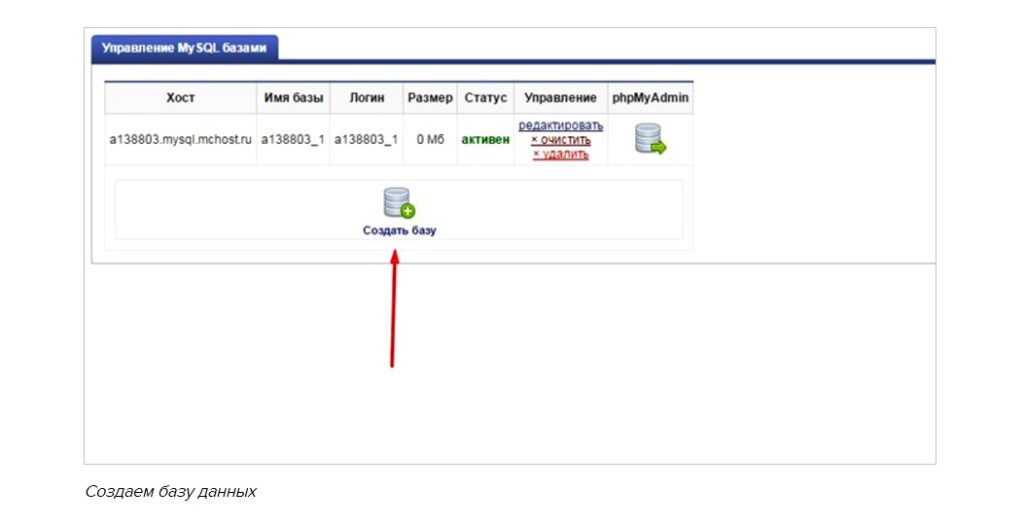 Управление MySQL базами
Хост Имя базы Логин Размер Статус Управление phpMyAdmin
a138803.mysql.mchost.ru a138803_1 a138803_1 0 Мб активен редактировать
× очистить
× удалить
Создать базу
Создаем базу данных